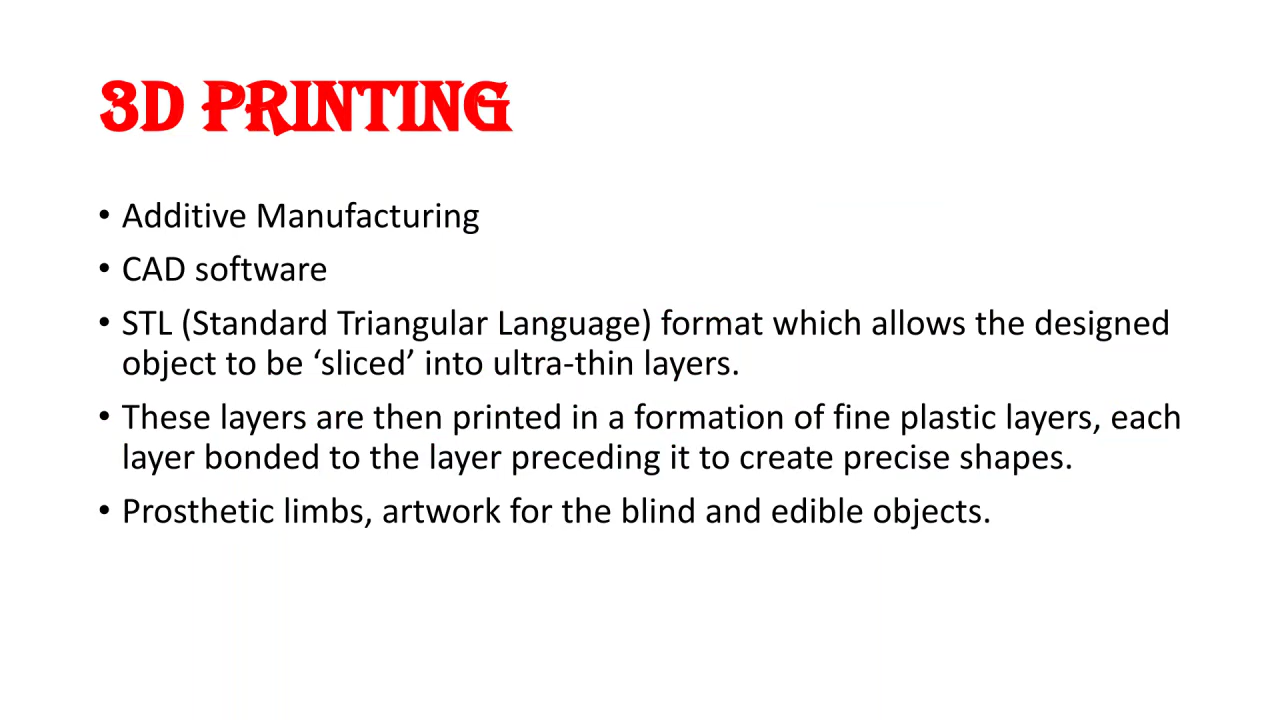 3D PRINTING
• Additive Manufacturing
• CAD software
• STL (Standard Triangular Language) format which allows the designed
object to be ‘sliced’ into ultra-thin layers.
• These layers are then printed in a formation of fine plastic layers, each
layer bonded to the layer preceding it to create precise shapes.
• Prosthetic limbs, artwork for the blind and edible objects.